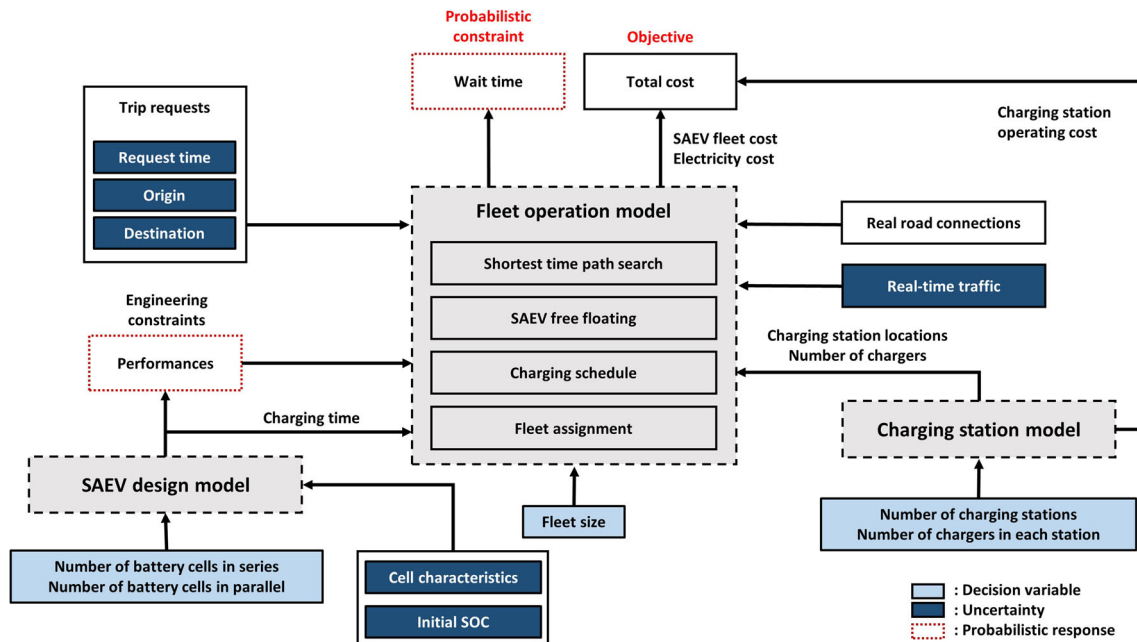 Probabilistic
constraint
Objective
Wait time
Total cost
Trip requests
Request time
Origin
Destination
Charging station
operating cost
SAEV fleet cost
Electricity cost
Fleet operation model
Shortest time path search
SAEV free floating
Charging schedule
Fleet assignment
Real road connections
Real-time traffic
Engineering
constraints
Performances
Charging station locations
Number of chargers
Charging time
SAEV design model
Charging station model
Fleet size
Number of charging stations
Number of chargers in each station
Number of battery cells in series
Number of battery cells in parallel
Cell characteristics
Initial SOC
: Decision variable
: Uncertainty
: Probabilistic response